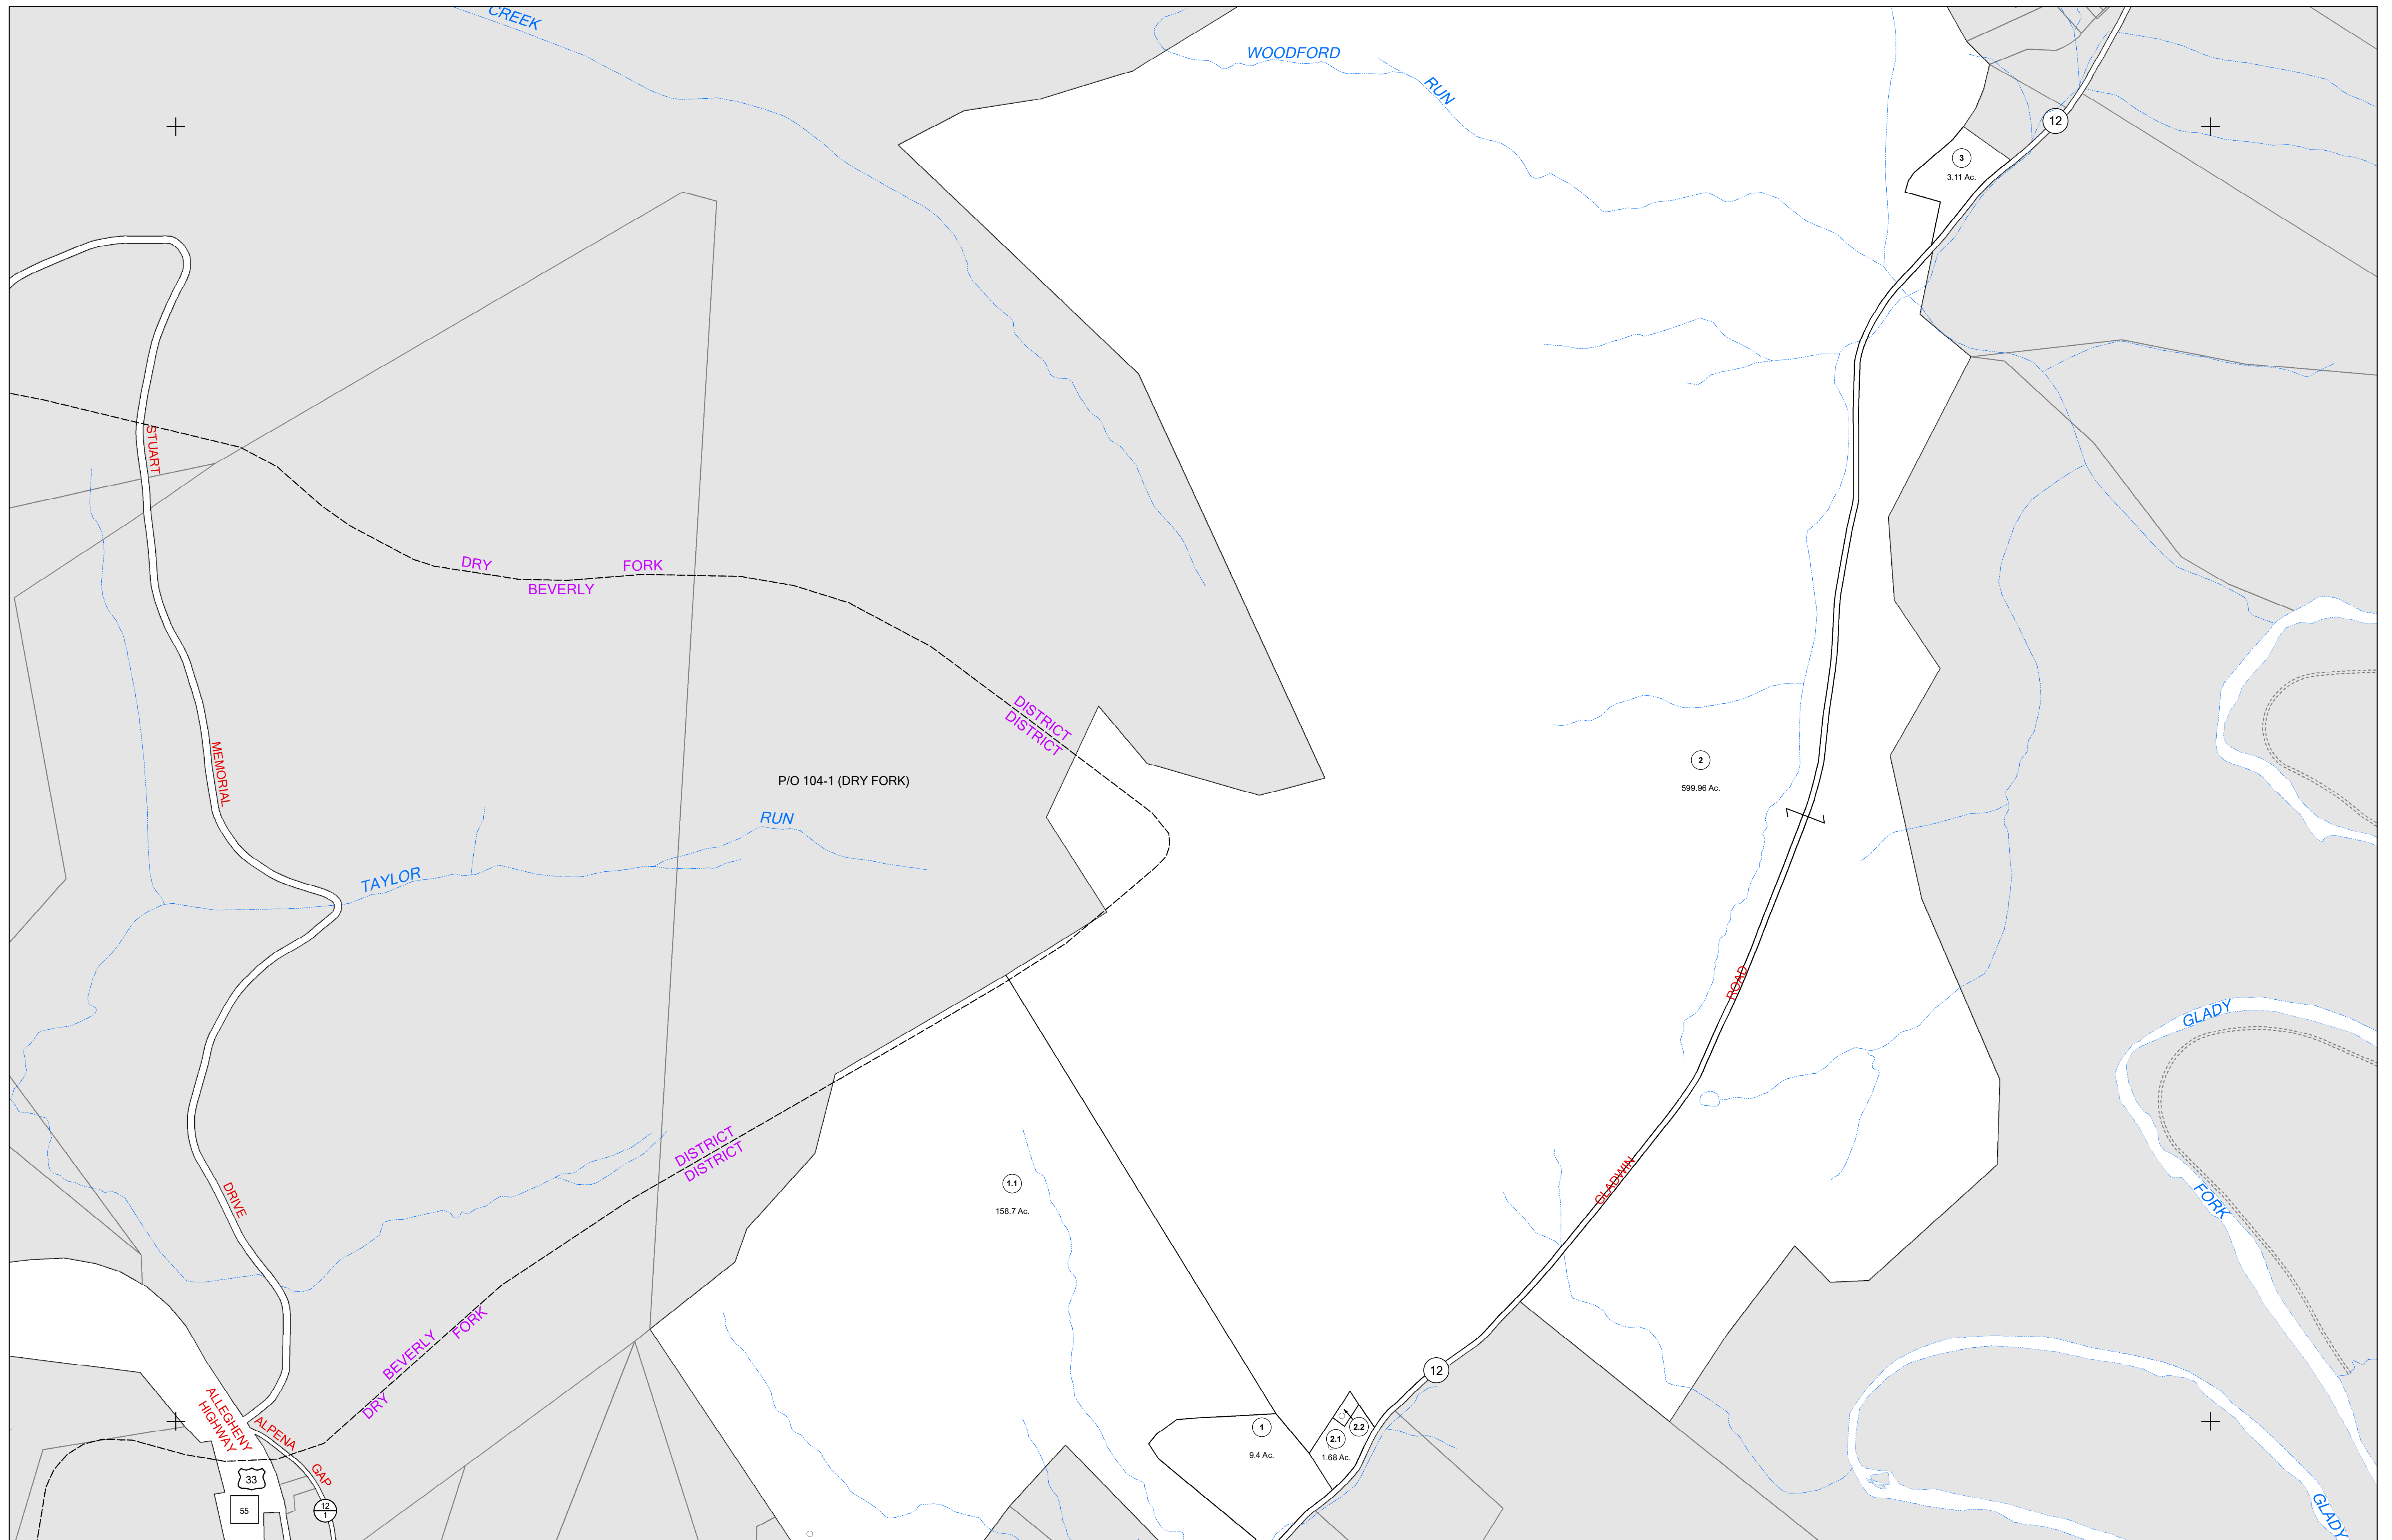 CREEK
WOODFORD
RUN
12
3
3.11 Ac.
STUART
MEMORIAL
DRIVE
DRY FORK
BEVERLY
DISTRICT
DISTRICT
P/O 104-1 (DRY FORK)
RUN
TAYLOR
2
599.96 Ac.
ROAD
GLADWIN
GLADY
FORK
GLADY
DISTRICT
DISTRICT
BEVERLY
FORK
DRY
1.1
158.7 Ac.
12
1
9.4 Ac.
2.2
2.1
1.68 Ac.
ALLEGHENY
HIGHWAY
ALPENA
GAP
33
55
12
1